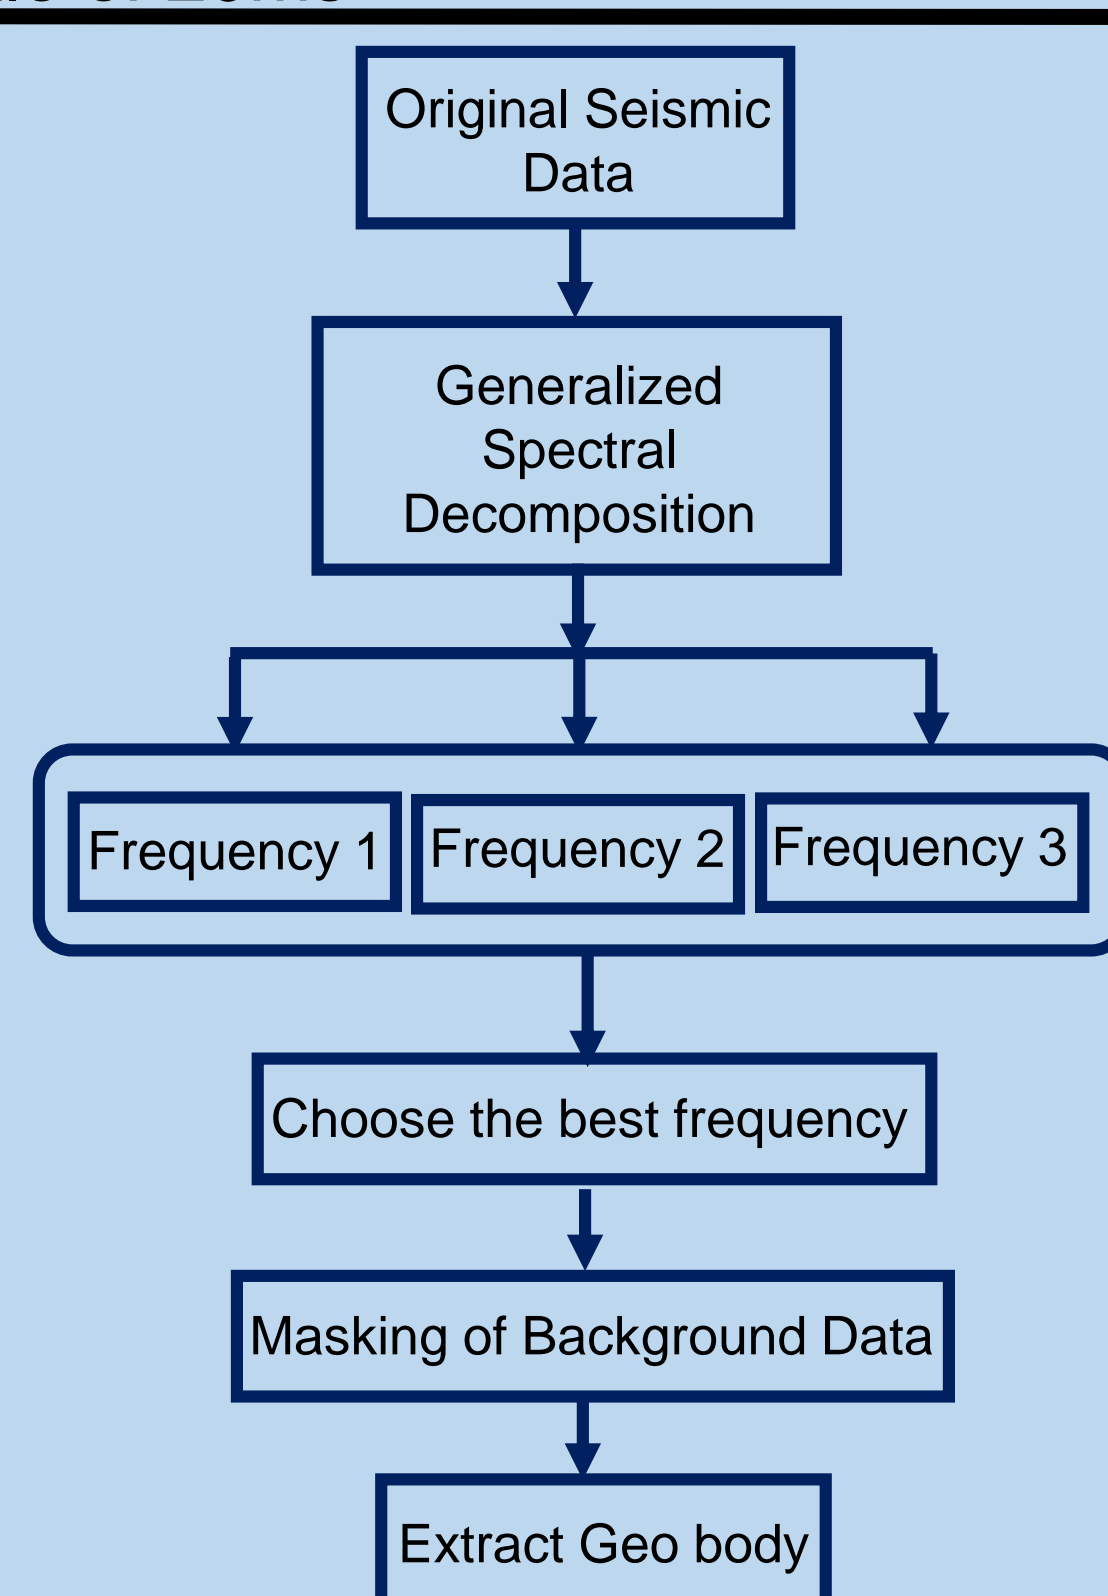 Original Seismic
Data
Generalized
Spectral
Decomposition
Frequency 1
Frequency 2
Frequency 3
Choose the best frequency
Masking of Background Data
Extract Geo body